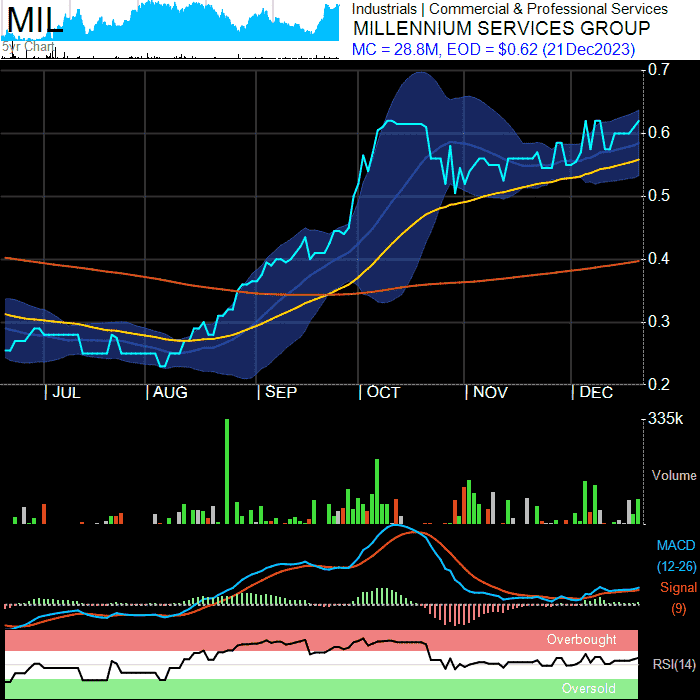 MIL
5yr Chart
Industrials | Commercial & Professional Services
MILLENNIUM SERVICES GROUP
MC = 28.8M, EOD = $0.62 (21Dec2023)
0.7
0.6
0.5
0.4
0.3
0.2
JUL AUG SEP OCT NOV DEC
335k
Volume
MACD
(12-26)
Signal
(9)
Overbought
RSI(14)
Oversold